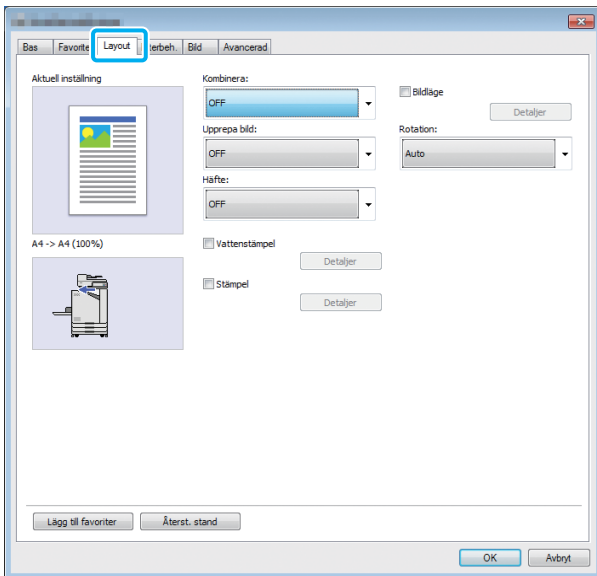 Bas Favorite Layout terbeh. Bild Avancerad
Aktuell inställning
Kombinera:
OFF
Bildläge
Detaljer
Upprepa bild:
OFF
Rotation:
Auto
Häfte:
OFF
A4 -> A4 (100%)
Vattenstämpel
Detaljer
Stämpel
Detaljer
Lägg till favoriter Återst. stand
OK Avbryt